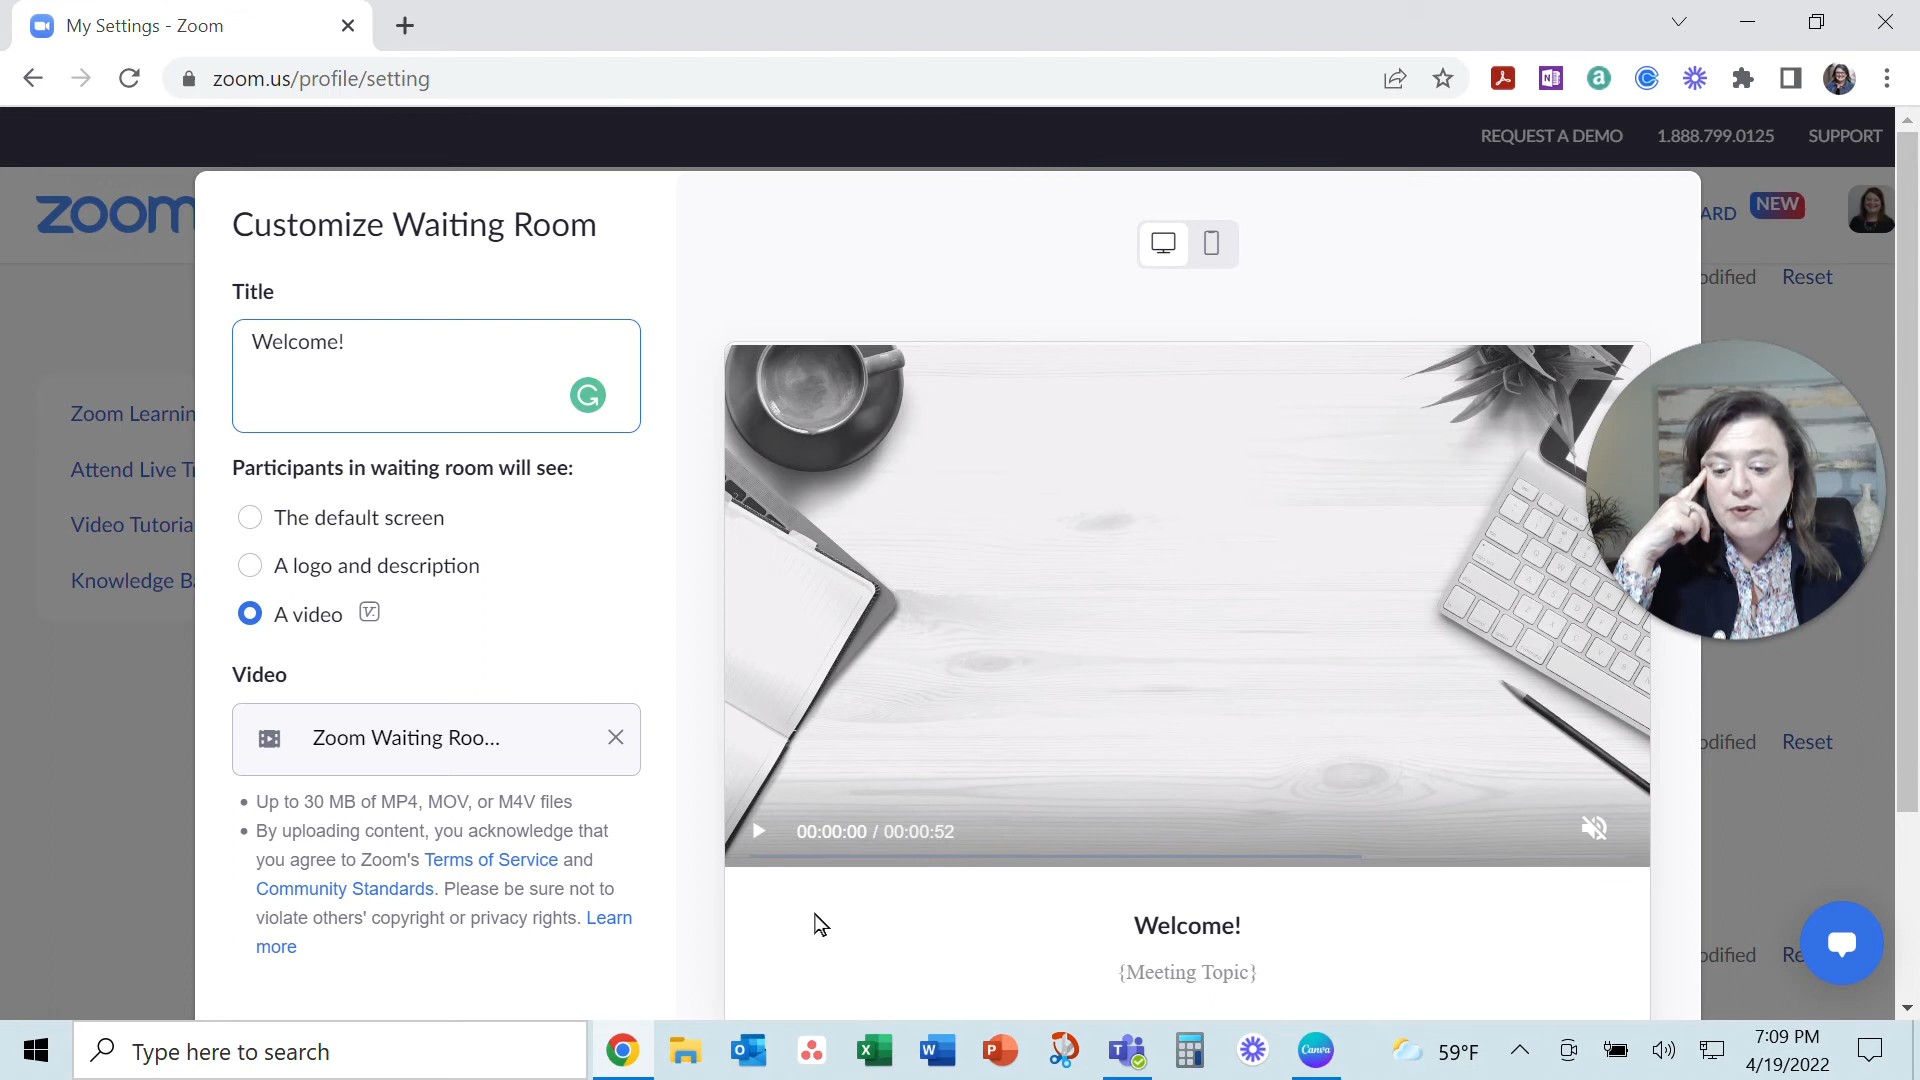 My Settings - Zoom
zoom.us/profile/setting
REQUEST A DEMO 1.888.799.0125 SUPPORT
zoom
ARD NEW
Customize Waiting Room
odified Reset
Title
Welcome!
Zoom Learnin
Participants in waiting room will see:
Attend Live Tr
The default screen
Video Tutoria
A logo and description
Knowledge Ba
A video
Video
Zoom Waiting Roo...
odified Reset
Up to 30 MB of MP4, MOV, or M4V files
By uploading content, you acknowledge that
you agree to Zoom's Terms of Service and
Community Standards. Please be sure not to
violate others' copyright or privacy rights. Learn
more
00:00:00 / 00:00:52
Welcome!
{Meeting Topic}
odified Re
Type here to search
Canva
59°F
7:09 PM
4/19/2022